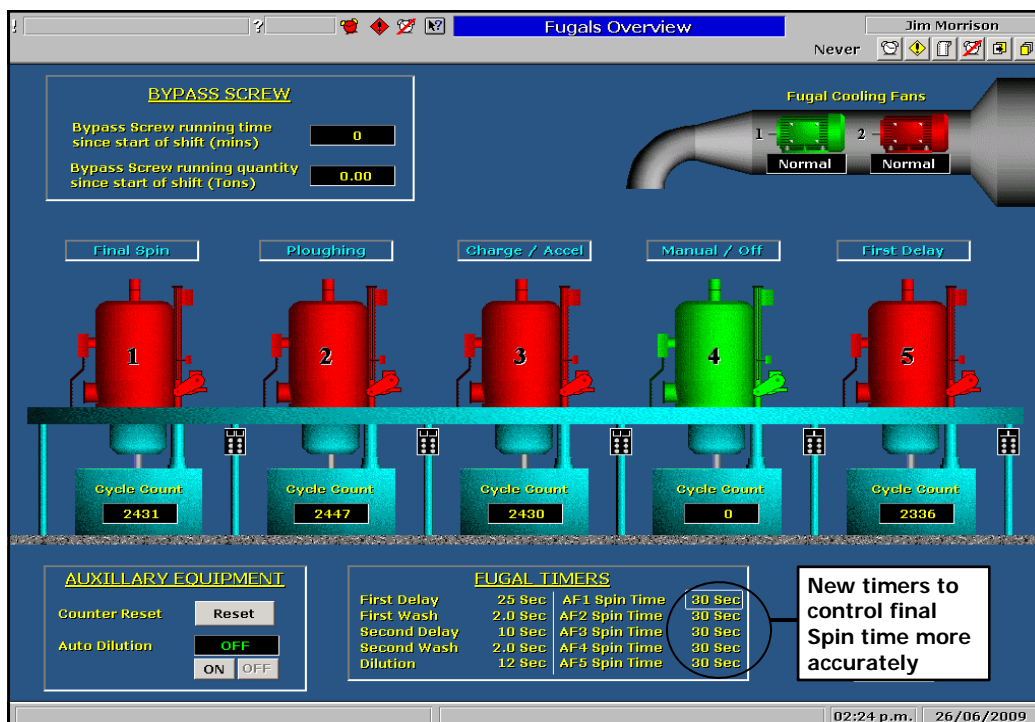 ! ? Fugals Overview Jim Morrison
Never
BYPASS SCREW
Bypass Screw running time
since start of shift (mins) 0
Bypass Screw running quantity
since start of shift (Tons) 0.00
Fugal Cooling Fans
1 2
Normal Normal
Final Spin Ploughing Charge / Accel Manual / Off First Delay
1 2 3 4 5
Cycle Count Cycle Count Cycle Count Cycle Count Cycle Count
2431 2447 2430 0 2336
AUXILLARY EQUIPMENT
Counter Reset Reset
Auto Dilution OFF
ON OFF
FUGAL TIMERS
First Delay 25 Sec AF1 Spin Time 30 Sec
First Wash 2.0 Sec AF2 Spin Time 30 Sec
Second Delay 10 Sec AF3 Spin Time 30 Sec
Second Wash 2.0 Sec AF4 Spin Time 30 Sec
Dilution 12 Sec AF5 Spin Time 30 Sec
New timers to
control final
Spin time more
accurately
02:24 p.m. 26/06/2009